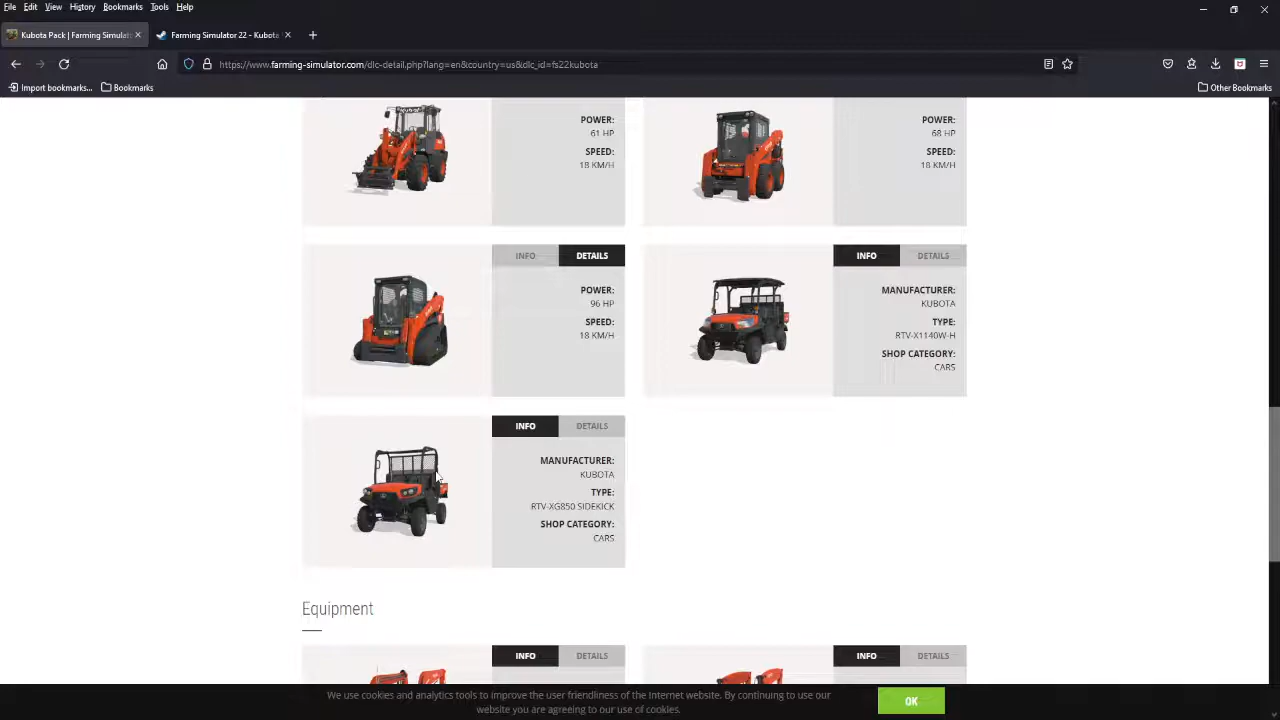 File Edit View History Bookmarks Tools Help
Kubota Pack | Farming Simulat
Farming Simulator 22 - Kubota
https://www.farming-simulator.com/dlc-detail.php?lang=en&country=us&dlc_id=fs22kubota
Import bookmarks... Bookmarks Other Bookmarks
POWER:
61 HP
SPEED:
18 KM/H
POWER:
68 HP
SPEED:
18 KM/H
INFO DETAILS
POWER:
96 HP
SPEED:
18 KM/H
INFO DETAILS
MANUFACTURER:
KUBOTA
TYPE:
RTV-X1140W-H
SHOP CATEGORY:
CARS
INFO DETAILS
MANUFACTURER:
KUBOTA
TYPE:
RTV-XG850 SIDEKICK
SHOP CATEGORY:
CARS
Equipment
INFO DETAILS
INFO DETAILS
We use cookies and analytics tools to improve the user friendliness of the Internet website. By continuing to use our
website you are agreeing to our use of cookies.
OK